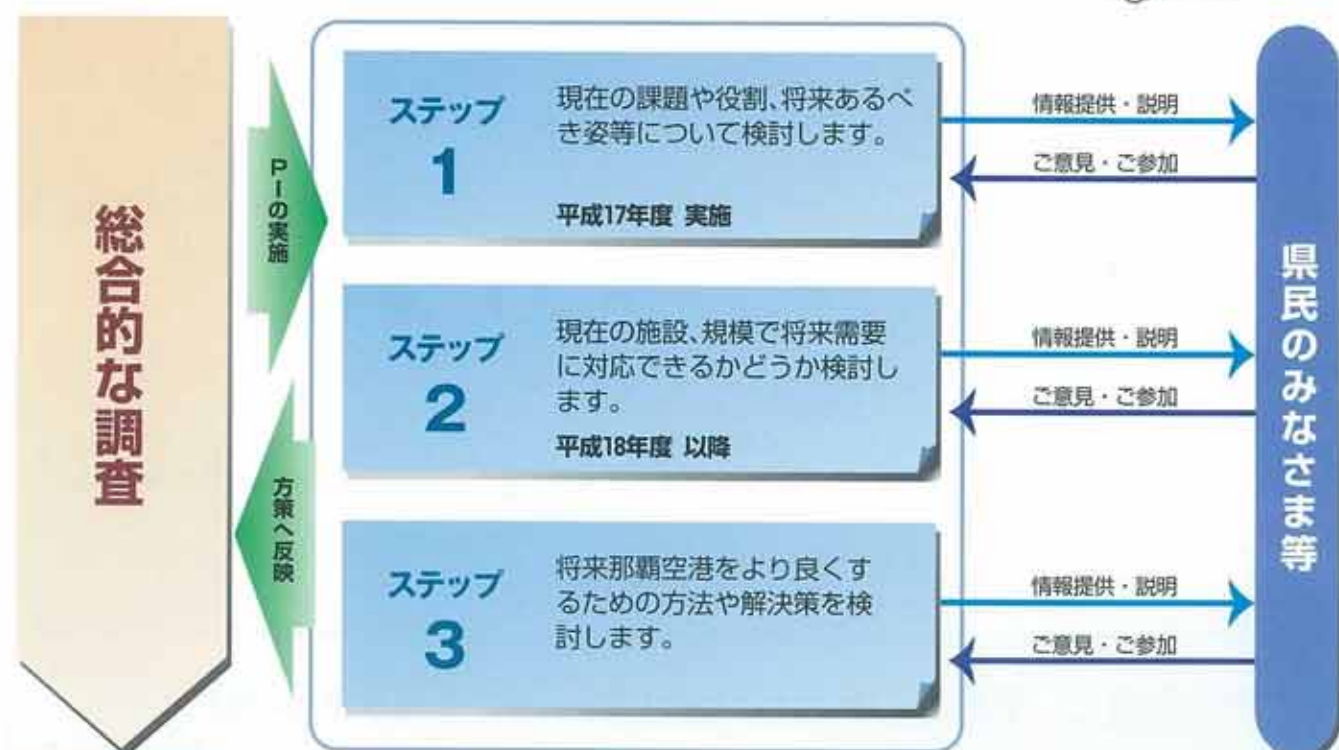 総合的な調査
PIの実施
方策へ反映
ステップ
1
現在の課題や役割、将来あるべ
き姿等について検討します。
平成17年度 実施
情報提供・説明
ご意見・ご参加
ステップ
2
現在の施設、規模で将来需要
に対応できるかどうか検討し
ます。
平成18年度 以降
情報提供・説明
ご意見・ご参加
ステップ
3
将来那覇空港をより良くす
るための方法や解決策を検
討します。
情報提供・説明
ご意見・ご参加
県民のみなさま等